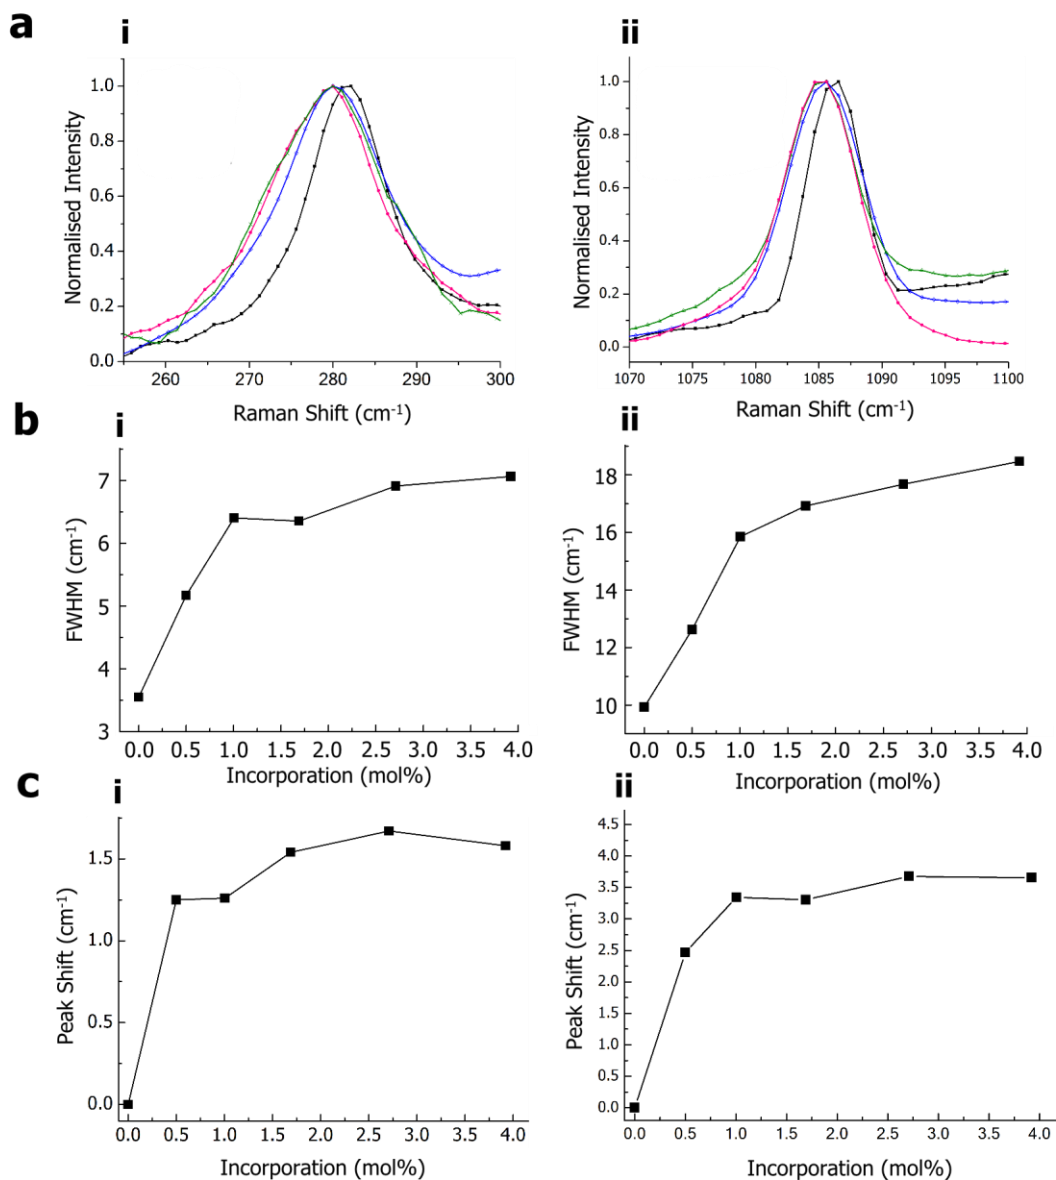 a
i
ii
Normalised Intensity
1.0
0.8
0.6
0.4
0.2
0.0
260 270 280 290 300
Raman Shift (cm⁻¹)
Normalised Intensity
1.0
0.8
0.6
0.4
0.2
0.0
1070 1075 1080 1085 1090 1095 1100
Raman Shift (cm⁻¹)
b
i
ii
FWHM (cm⁻¹)
7
6
5
4
3
0.0 0.5 1.0 1.5 2.0 2.5 3.0 3.5 4.0
Incorporation (mol%)
FWHM (cm⁻¹)
18
16
14
12
10
0.0 0.5 1.0 1.5 2.0 2.5 3.0 3.5 4.0
Incorporation (mol%)
c
i
ii
Peak Shift (cm⁻¹)
1.5
1.0
0.5
0.0
0.0 0.5 1.0 1.5 2.0 2.5 3.0 3.5 4.0
Incorporation (mol%)
Peak Shift (cm⁻¹)
4.5
4.0
3.5
3.0
2.5
2.0
1.5
1.0
0.5
0.0
0.0 0.5 1.0 1.5 2.0 2.5 3.0 3.5 4.0
Incorporation (mol%)